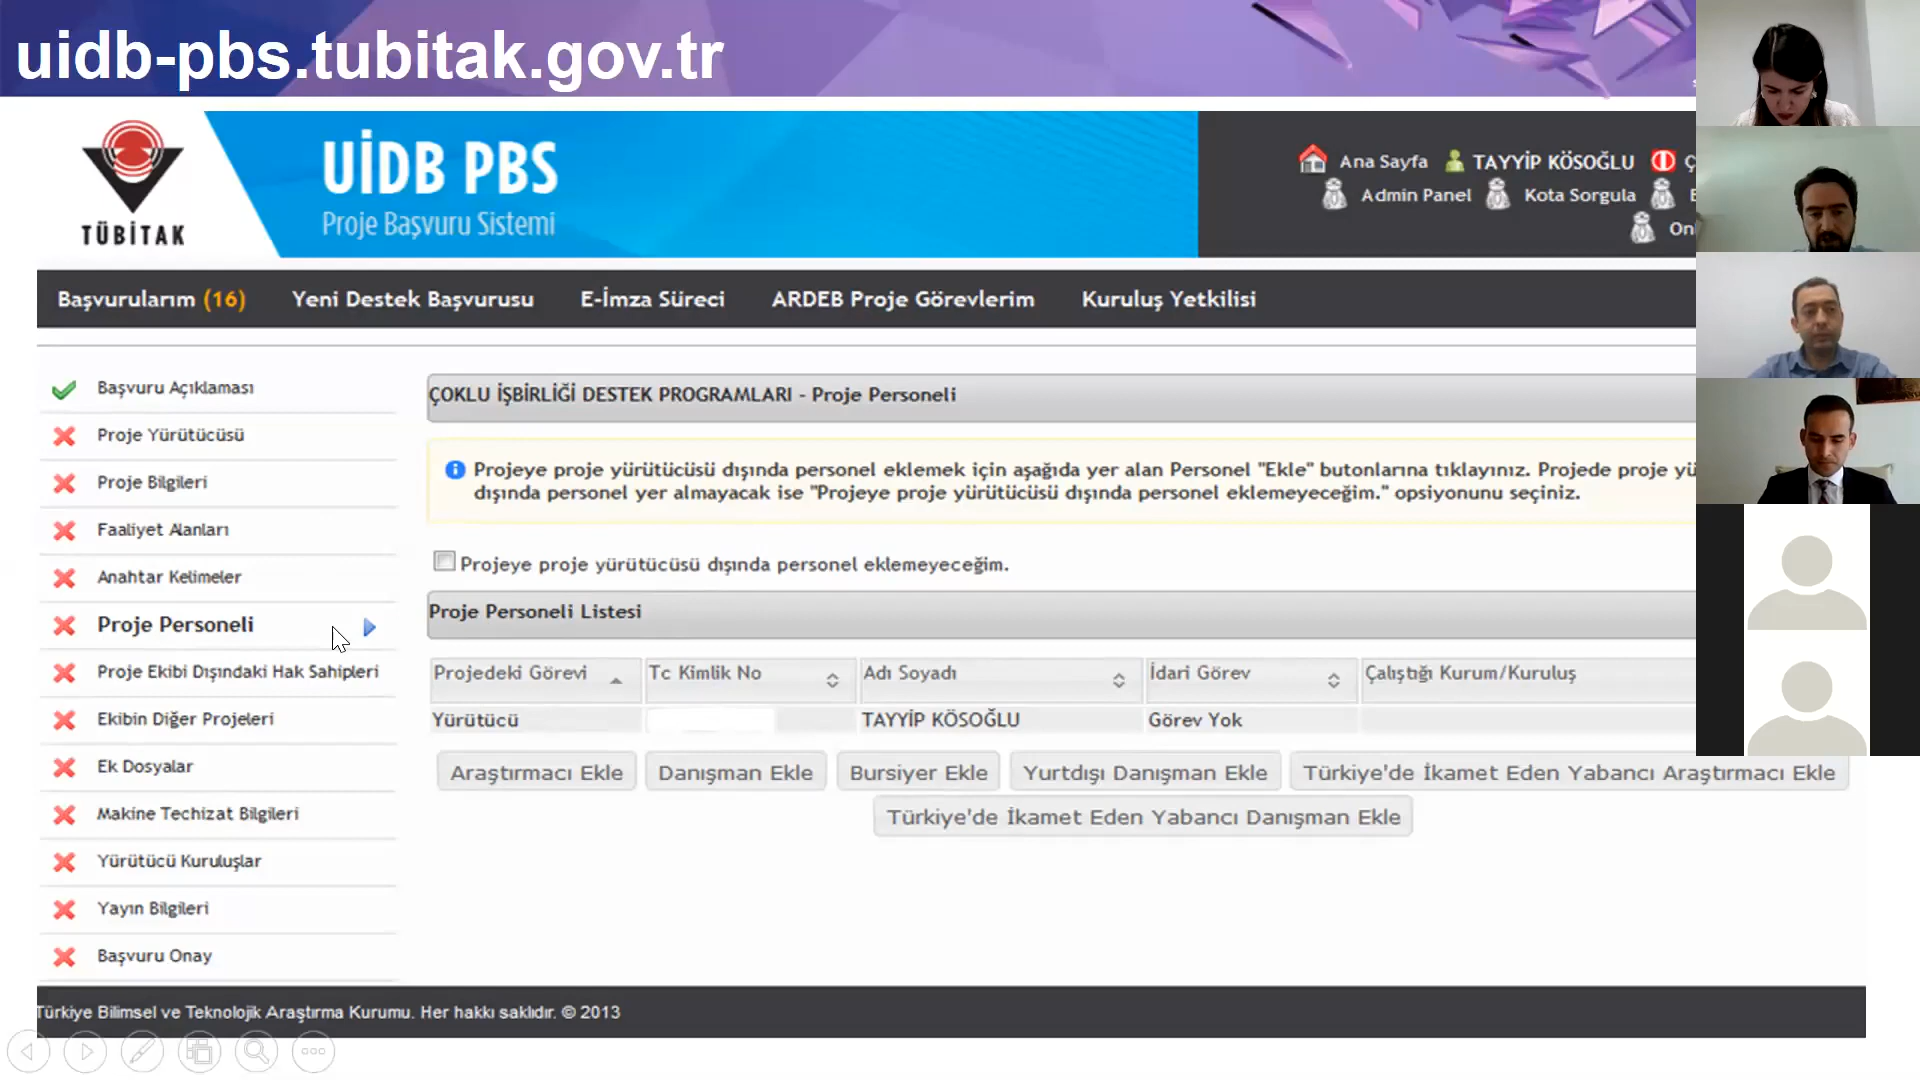 uidb-pbs.tubitak.gov.tr
TÜBİTAK
UİDB PBS
Proje Başvuru Sistemi
Ana Sayfa TAYYİP KÖSOĞLU Ç
Admin Panel Kota Sorgula
Onl
Başvurularım (16) Yeni Destek Başvurusu E-İmza Süreci ARDEB Proje Görevlerim Kuruluş Yetkilisi
Başvuru Açıklaması
Proje Yürütücüsü
Proje Bilgileri
Faaliyet Alanları
Anahtar Kelimeler
Proje Personeli
Proje Ekibi Dışındaki Hak Sahipleri
Ekibin Diğer Projeleri
Ek Dosyalar
Makine Techizat Bilgileri
Yürütücü Kuruluşlar
Yayın Bilgileri
Başvuru Onay
ÇOKLU İŞBİRLİĞİ DESTEK PROGRAMLARI - Proje Personeli
Projeye proje yürütücüsü dışında personel eklemek için aşağıda yer alan Personel "Ekle" butonlarına tıklayınız. Projede proje yü
dışında personel yer almayacak ise "Projeye proje yürütücüsü dışında personel eklemeyeceğim." opsiyonunu seçiniz.
Projeye proje yürütücüsü dışında personel eklemeyeceğim.
Proje Personeli Listesi
Projedeki Görevi Tc Kimlik No Adı Soyadı İdari Görev Çalıştığı Kurum/Kuruluş
Yürütücü TAYYİP KÖSOĞLU Görev Yok
Araştırmacı Ekle Danışman Ekle Bursiyer Ekle Yurtdışı Danışman Ekle Türkiye'de İkamet Eden Yabancı Araştırmacı Ekle
Türkiye'de İkamet Eden Yabancı Danışman Ekle
Türkiye Bilimsel ve Teknolojik Araştırma Kurumu. Her hakkı saklıdır. © 2013